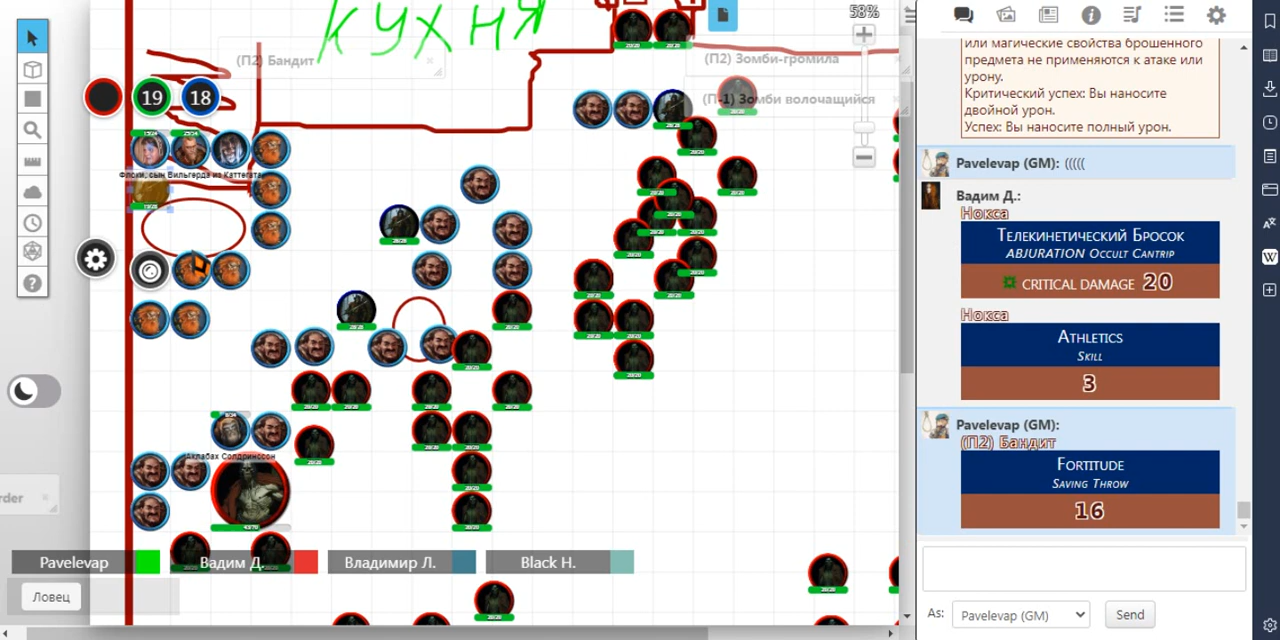 КУХНЯ
58%
(П2) Бандит
(П2) Зомби-громила
(П-1) Зомби волочащийся
19
18
Флоки, сын Вильгерда из Каттегата
Аклабах Солдринссон
rder
Pavelevap
Вадим Д.
Владимир Л.
Black H.
Ловец
или магические свойства брошенного
предмета не применяются к атаке или
урону.
Критический успех: Вы наносите
двойной урон.
Успех: Вы наносите полный урон.
Pavelevap (GM): (((((
Вадим Д.:
Нокса
Телекинетический Бросок
ABJURATION Occult Cantrip
CRITICAL DAMAGE 20
Нокса
Athletics
Skill
3
Pavelevap (GM):
(П2) Бандит
Fortitude
Saving Throw
16
As:
Pavelevap (GM)
Send